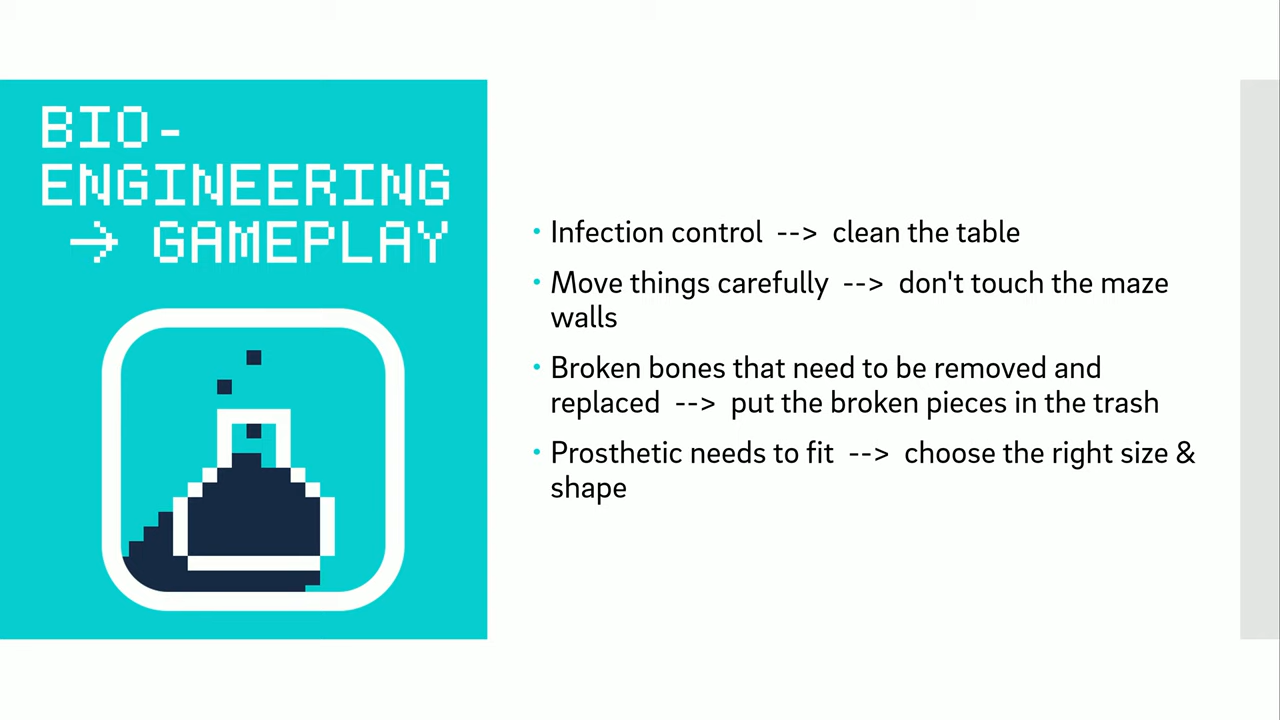 BIO-
ENGINEERING
→ GAMEPLAY
• Infection control --> clean the table
• Move things carefully --> don't touch the maze
walls
• Broken bones that need to be removed and
replaced --> put the broken pieces in the trash
• Prosthetic needs to fit --> choose the right size &
shape